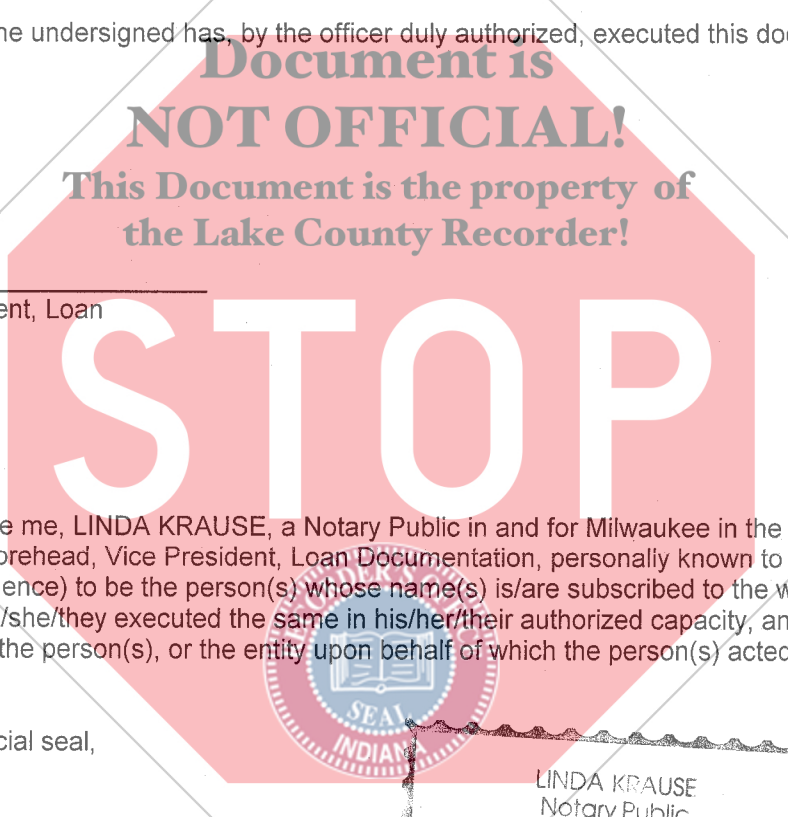 ne undersigned has, by the officer duly authorized, executed this do
Document is
NOT OFFICIAL!
This Document is the property of
the Lake County Recorder!
ent, Loan
STOP
e me, LINDA KRAUSE, a Notary Public in and for Milwaukee in the
orehead, Vice President, Loan Documentation, personally known to
ence) to be the person(s) whose name(s) is/are subscribed to the w
/she/they executed the same in his/her/their authorized capacity, an
the person(s), or the entity upon behalf of which the person(s) acted
SEAL
INDIANA
cial seal,
LINDA KRAUSE
Notary Public